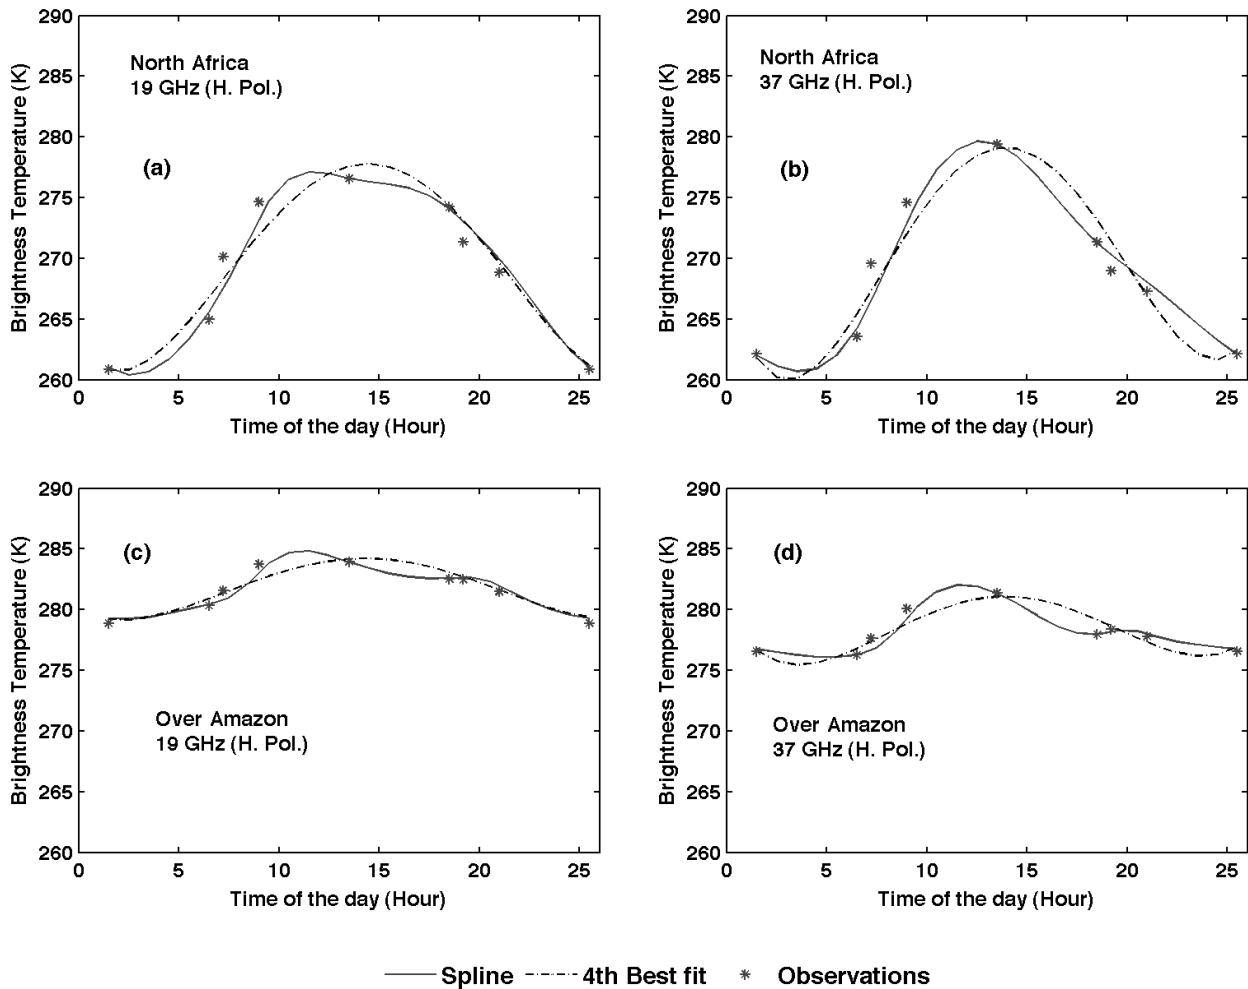 290
285
280
275
270
265
260
0 5 10 15 20 25
Brightness Temperature (K)
Time of the day (Hour)
North Africa
19 GHz (H. Pol.)
(a)
290
285
280
275
270
265
260
0 5 10 15 20 25
Brightness Temperature (K)
Time of the day (Hour)
North Africa
37 GHz (H. Pol.)
(b)
290
285
280
275
270
265
260
0 5 10 15 20 25
Brightness Temperature (K)
Time of the day (Hour)
(c)
Over Amazon
19 GHz (H. Pol.)
290
285
280
275
270
265
260
0 5 10 15 20 25
Brightness Temperature (K)
Time of the day (Hour)
(d)
Over Amazon
37 GHz (H. Pol.)
Spline 4th Best fit * Observations